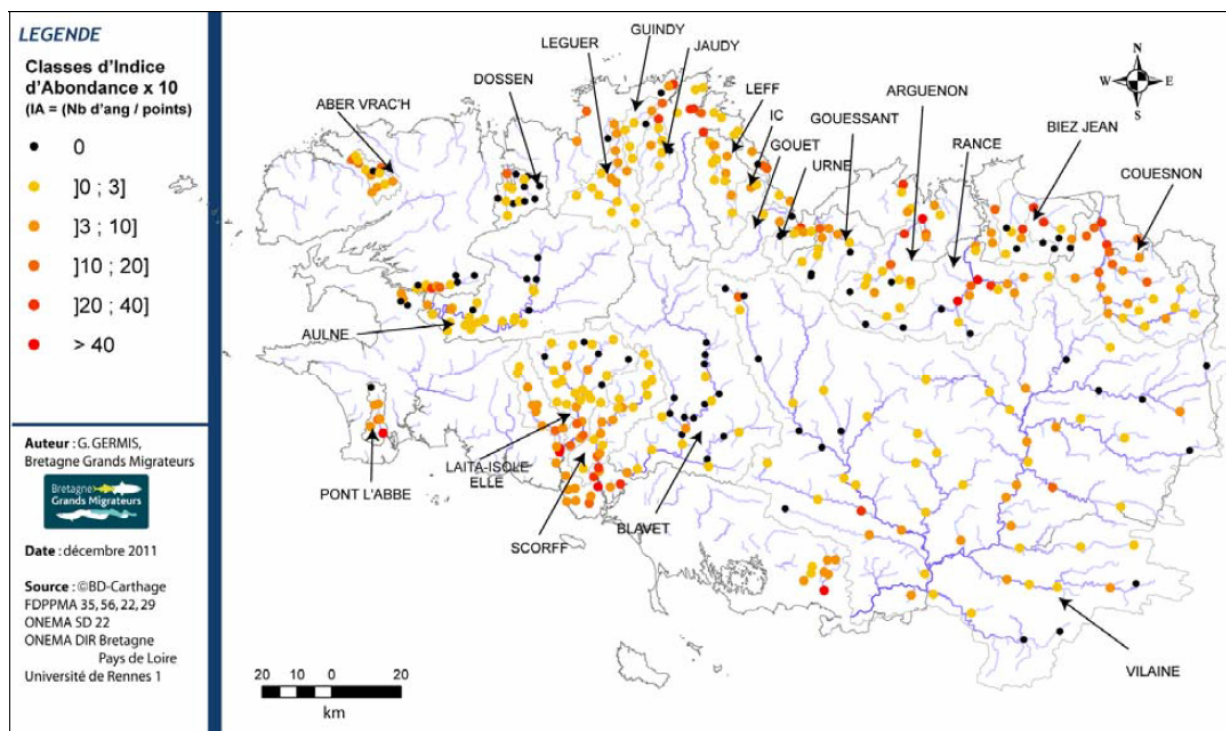 LEGENDE
Classes d'Indice
d'Abondance x 10
(IA = (Nb d'ang / points)
0
]0 ; 3]
]3 ; 10]
]10 ; 20]
]20 ; 40]
> 40
Auteur : G. GERMIS,
Bretagne Grands Migrateurs
Bretagne
Grands Migrateurs
Date : décembre 2011
Source : ©BD-Carthage
FDPPMA 35, 56, 22, 29
ONEMA SD 22
ONEMA DIR Bretagne
Pays de Loire
Université de Rennes 1
GUINDY
LEGUER
JAUDY
DOSSEN
ABER VRAC'H
LEFF
IC
GOUET
URNE
GOUESSANT
ARGUENON
RANCE
BIEZ JEAN
COUESNON
N
W
E
S
AULNE
PONT L'ABBE
LAITA-ISOLE
ELLE
SCORFF
BLAVET
VILAINE
20
10
0
20
km